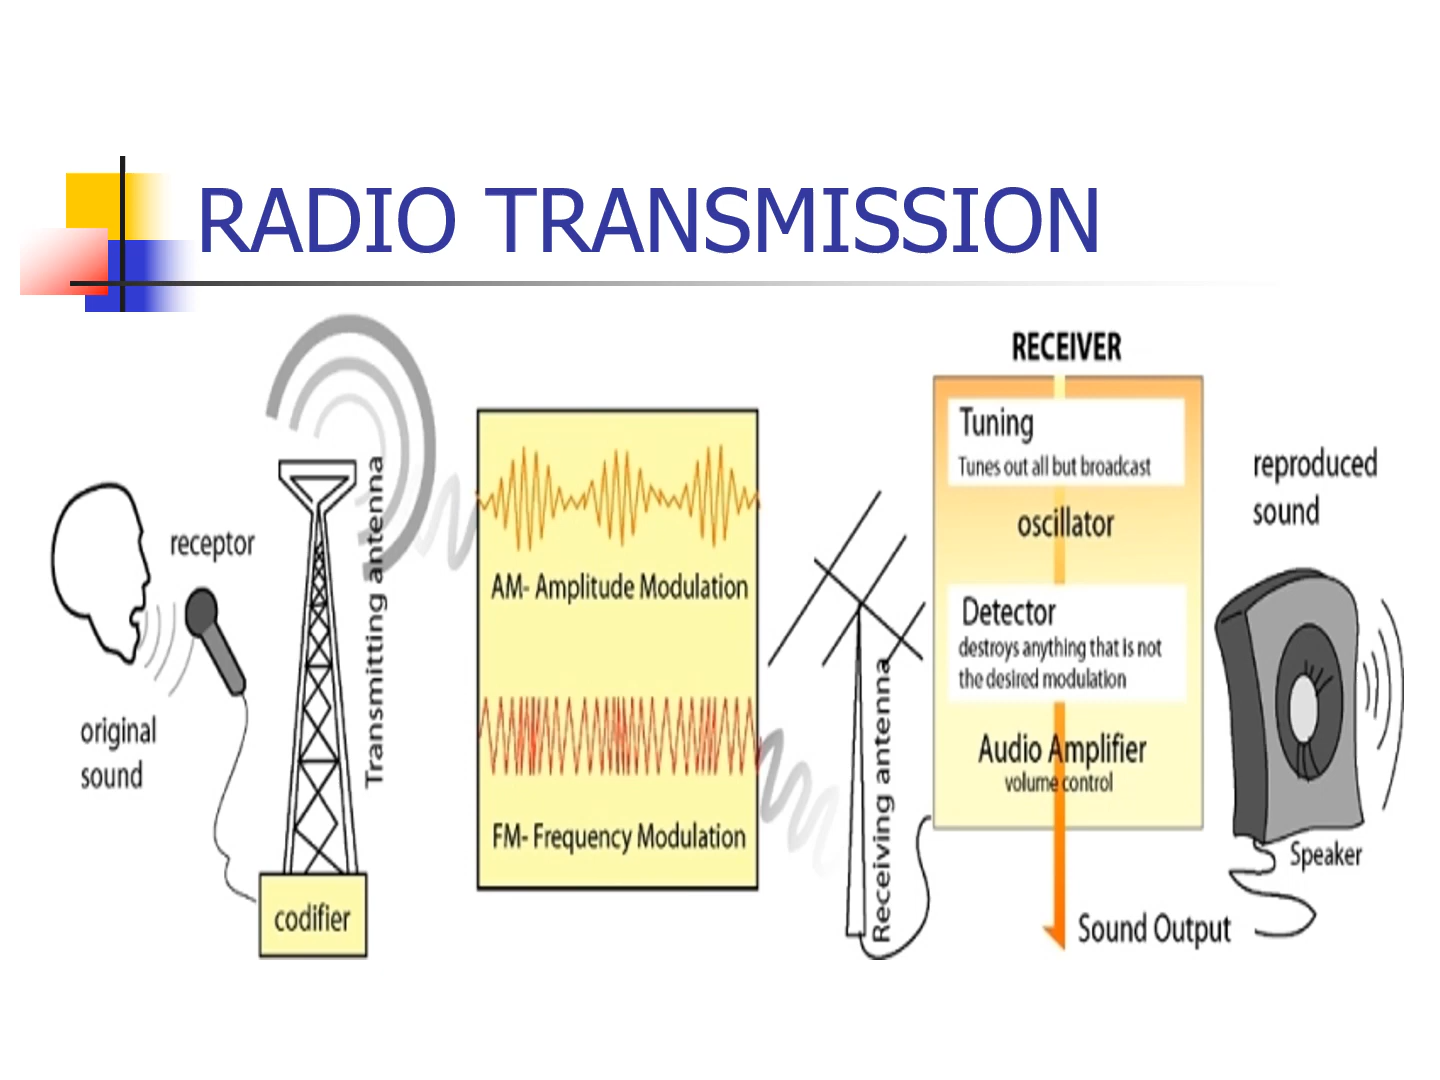 RADIO TRANSMISSION
original
sound
receptor
codifier
Transmitting antenna
AM- Amplitude Modulation
FM- Frequency Modulation
Receiving antenna
RECEIVER
Tuning
Tunes out all but broadcast
oscillator
Detector
destroys anything that is not
the desired modulation
Audio Amplifier
volume control
Sound Output
reproduced
sound
Speaker